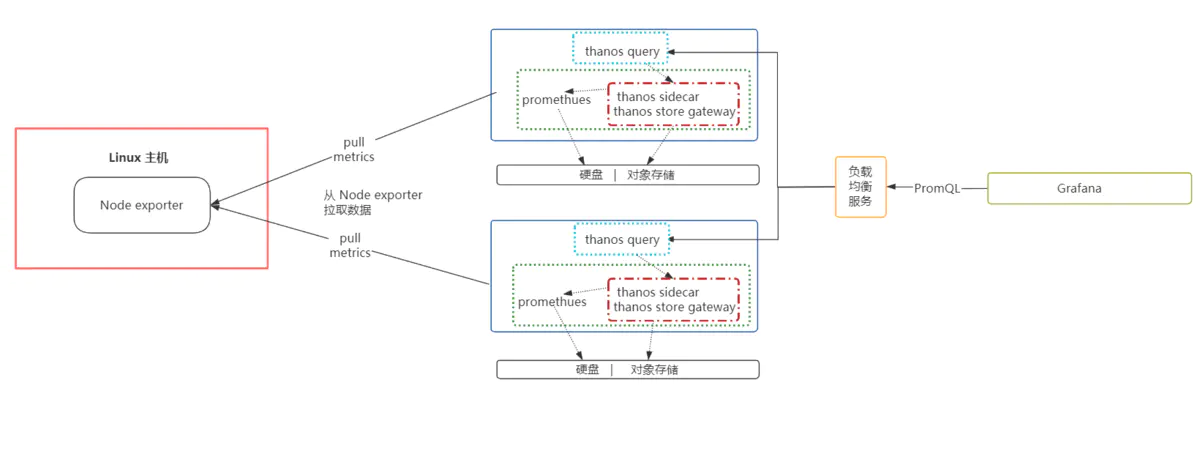 Linux 主机
Node exporter
pull
metrics
从 Node exporter
拉取数据
pull
metrics
thanos query
promethues
thanos sidecar
thanos store gateway
硬盘 | 对象存储
thanos query
promethues
thanos sidecar
thanos store gateway
硬盘 | 对象存储
负载
均衡
服务
PromQL
Grafana